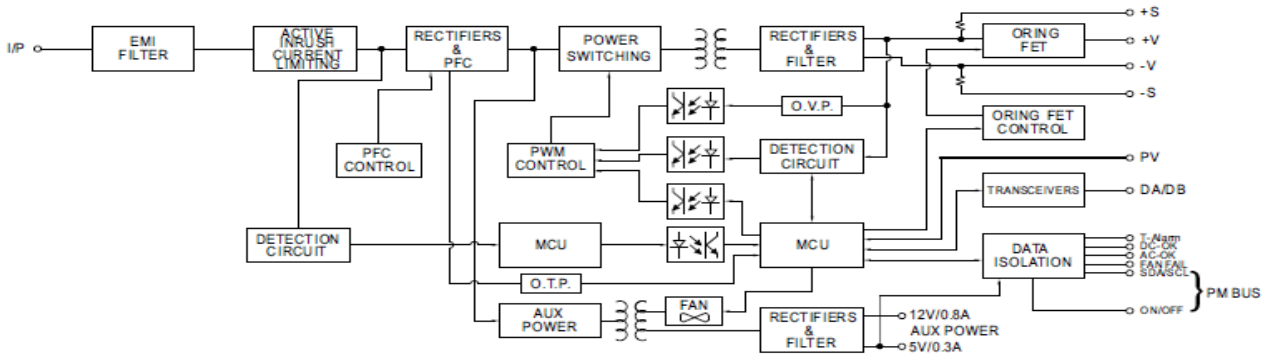 I/P
EMI
FILTER
ACTIVE
INRUSH
CURRENT
LIMITING
RECTIFIERS
&
PFC
POWER
SWITCHING
RECTIFIERS
&
FILTER
ORING
FET
+S
+V
-V
-S
O.V.P.
ORING FET
CONTROL
PFC
CONTROL
PWM
CONTROL
DETECTION
CIRCUIT
PV
TRANSCEIVERS
DA/DB
DETECTION
CIRCUIT
MCU
MCU
DATA
ISOLATION
T-Alarm
DC-OK
AC-OK
FAN FAIL
SDA/SCL
PM BUS
ON/OFF
O.T.P.
AUX
POWER
FAN
RECTIFIERS
&
FILTER
12V/0.8A
AUX POWER
5V/0.3A